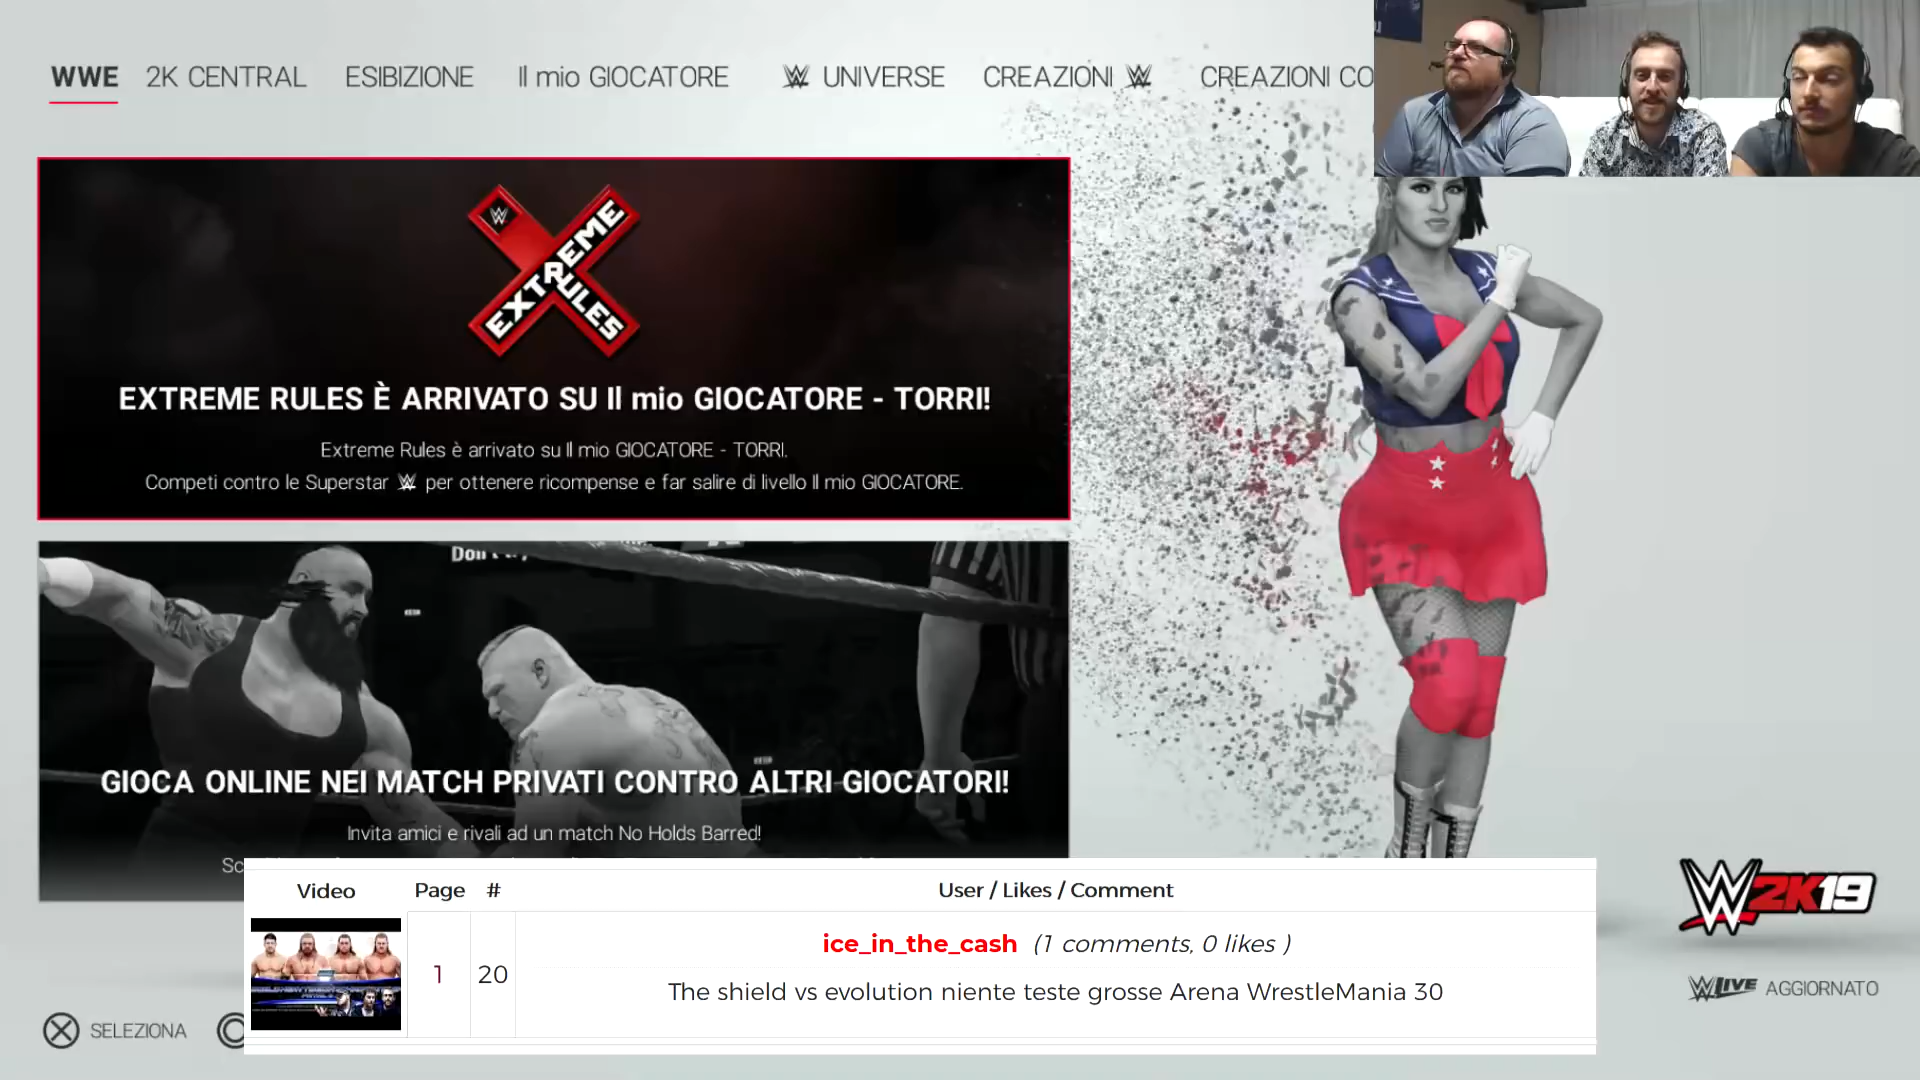 WWE 2K CENTRAL ESIBIZIONE Il mio GIOCATORE UNIVERSE CREAZIONI CREAZIONI CO
EXTREME
RULES
EXTREME RULES È ARRIVATO SU Il mio GIOCATORE - TORRI!
Extreme Rules è arrivato su Il mio GIOCATORE - TORRI.
Competi contro le Superstar W per ottenere ricompense e far salire di livello Il mio GIOCATORE.
GIOCA ONLINE NEI MATCH PRIVATI CONTRO ALTRI GIOCATORI!
Invita amici e rivali ad un match No Holds Barred!
Video Page # User / Likes / Comment
1 20 ice_in_the_cash (1 comments, 0 likes )
The shield vs evolution niente teste grosse Arena WrestleMania 30
W2K19
LIVE AGGIORNATO
SELEZIONA